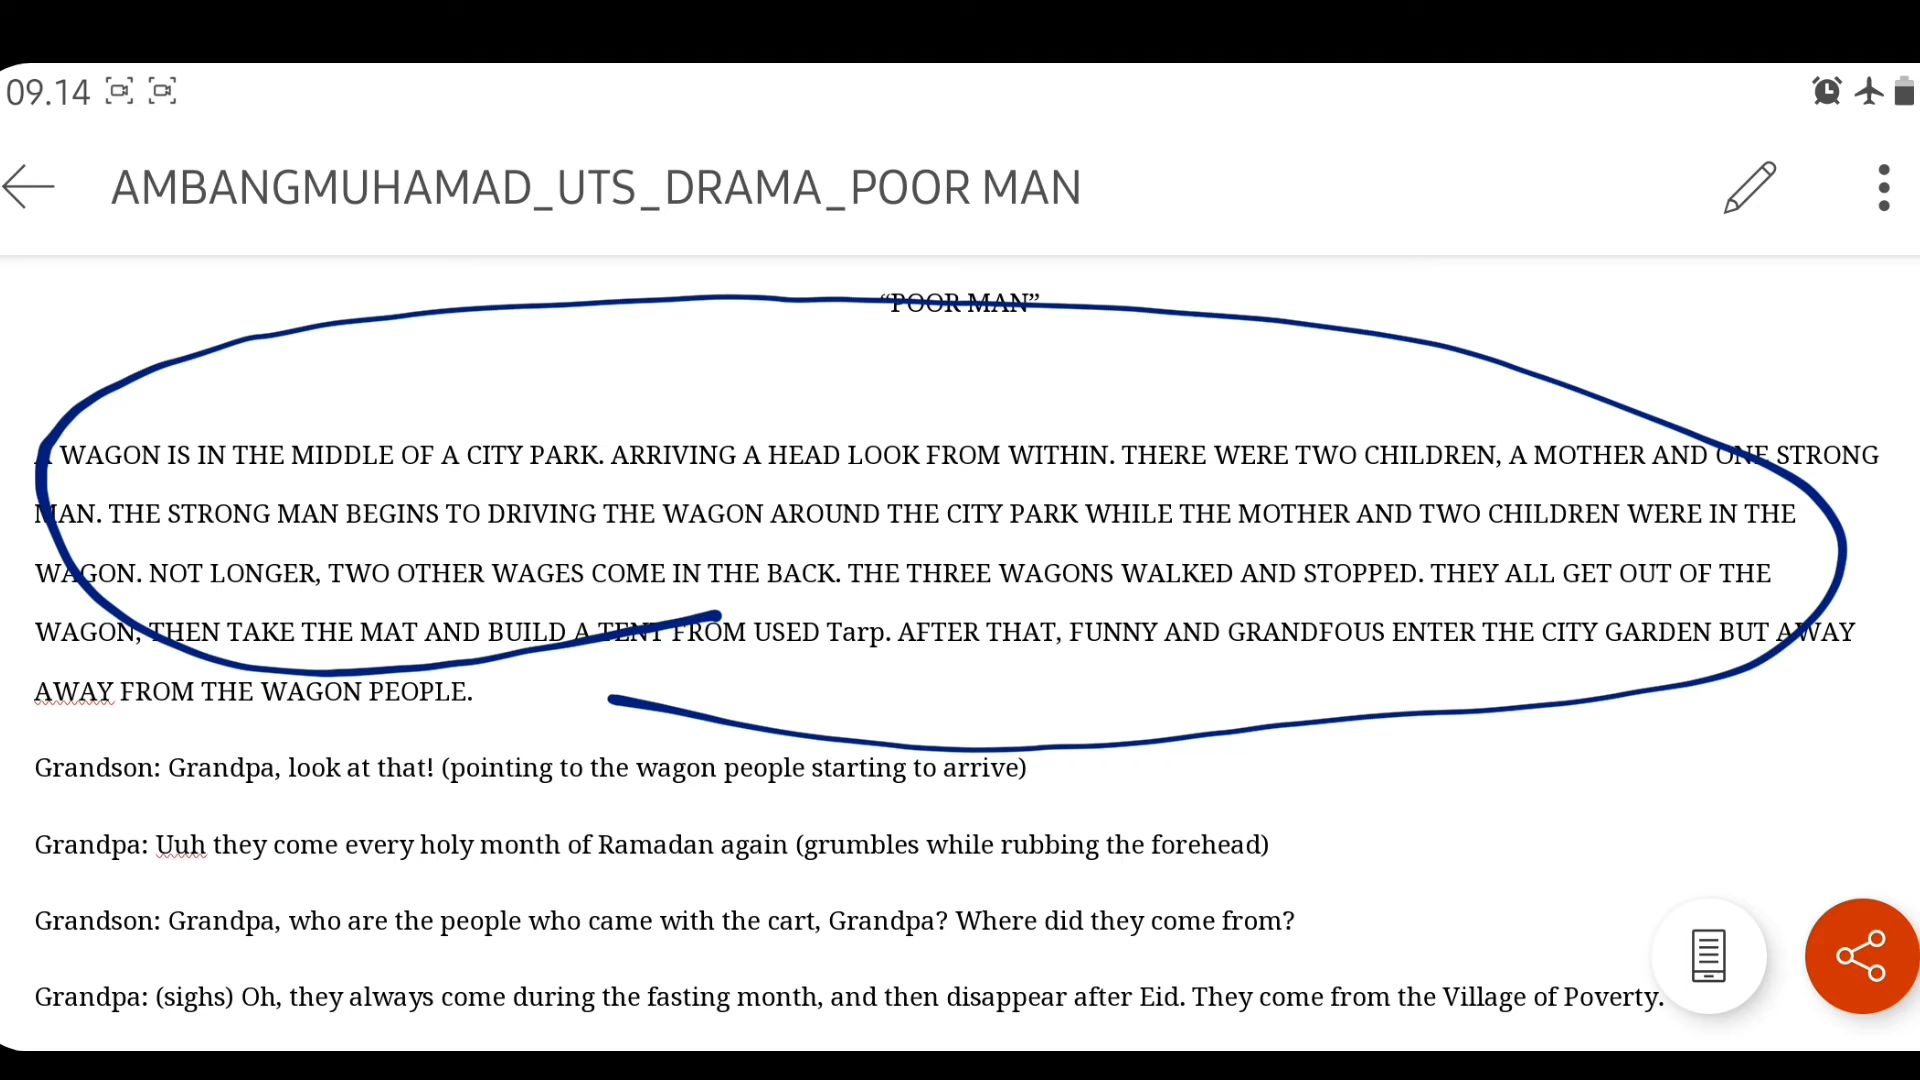 09.14
AMBANGMUHAMAD_UTS_DRAMA_POOR MAN
“POOR MAN”
A WAGON IS IN THE MIDDLE OF A CITY PARK. ARRIVING A HEAD LOOK FROM WITHIN. THERE WERE TWO CHILDREN, A MOTHER AND ONE STRONG
MAN. THE STRONG MAN BEGINS TO DRIVING THE WAGON AROUND THE CITY PARK WHILE THE MOTHER AND TWO CHILDREN WERE IN THE
WAGON. NOT LONGER, TWO OTHER WAGES COME IN THE BACK. THE THREE WAGONS WALKED AND STOPPED. THEY ALL GET OUT OF THE
WAGON, THEN TAKE THE MAT AND BUILD A TENT FROM USED Tarp. AFTER THAT, FUNNY AND GRANDFOUS ENTER THE CITY GARDEN BUT AWAY
AWAY FROM THE WAGON PEOPLE.
Grandson: Grandpa, look at that! (pointing to the wagon people starting to arrive)
Grandpa: Uuh they come every holy month of Ramadan again (grumbles while rubbing the forehead)
Grandson: Grandpa, who are the people who came with the cart, Grandpa? Where did they come from?
Grandpa: (sighs) Oh, they always come during the fasting month, and then disappear after Eid. They come from the Village of Poverty.